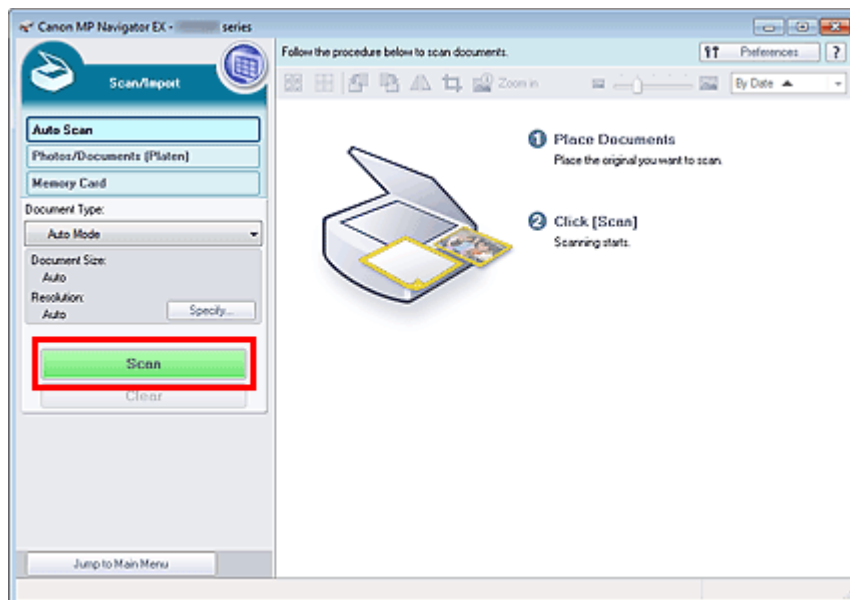 Canon MP Navigator EX - series
Scan/Import
Follow the procedure below to scan documents.
Preferences
?
Zoom in
By Date
Auto Scan
Photos/Documents (Platen)
Memory Card
Document Type:
Auto Mode
Document Size:
Auto
Resolution:
Auto
Specify...
Scan
Clear
Jump to Main Menu
1 Place Documents
Place the original you want to scan.
2 Click [Scan]
Scanning starts.